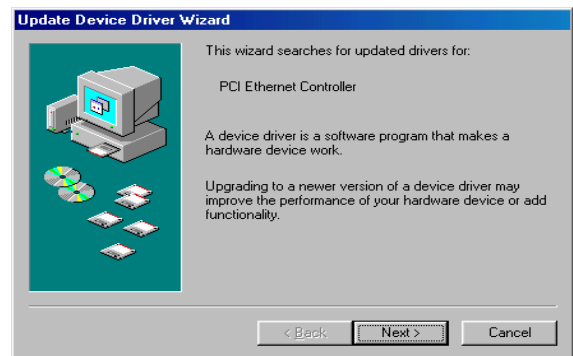 Update Device Driver Wizard
This wizard searches for updated drivers for:
PCI Ethernet Controller
A device driver is a software program that makes a
hardware device work.
Upgrading to a newer version of a device driver may
improve the performance of your hardware device or add
functionality.
< Back
Next >
Cancel